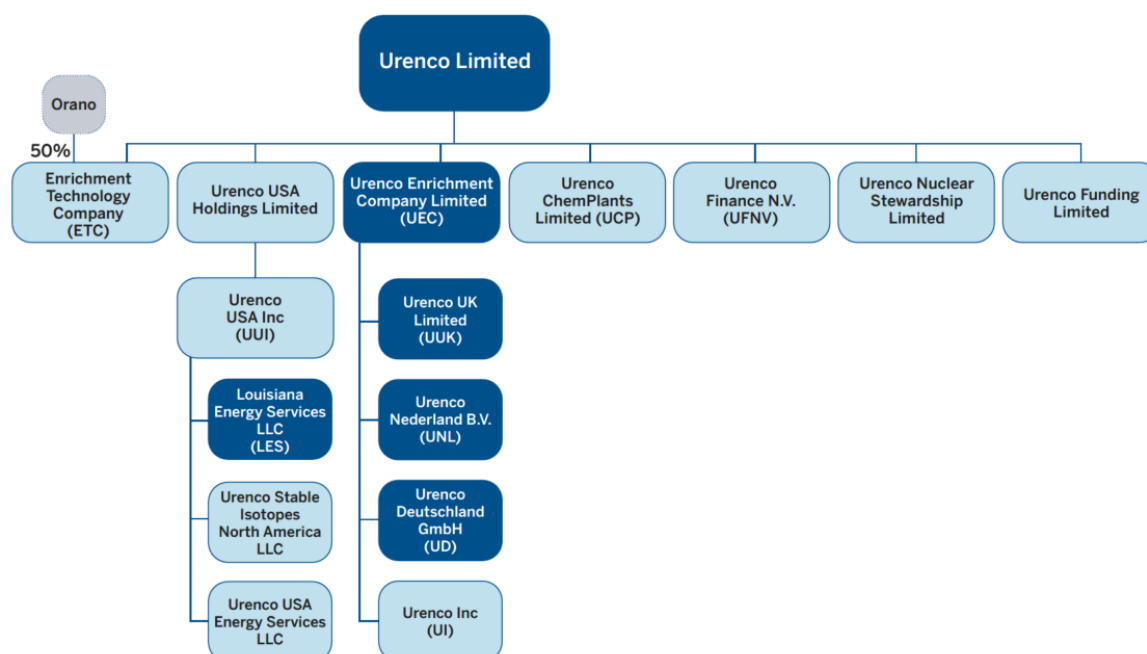 Urenco Limited
Orano
50%
Enrichment
Technology
Company
(ETC)
Urenco USA
Holdings Limited
Urenco Enrichment
Company Limited
(UEC)
Urenco
ChemPlants
Limited (UCP)
Urenco
Finance N.V.
(UFNV)
Urenco Nuclear
Stewardship
Limited
Urenco Funding
Limited
Urenco
USA Inc
(UUI)
Urenco UK
Limited
(UUK)
Louisiana
Energy Services
LLC
(LES)
Urenco
Nederland B.V.
(UNL)
Urenco Stable
Isotopes
North America
LLC
Urenco
Deutschland
GmbH
(UD)
Urenco USA
Energy Services
LLC
Urenco Inc
(UI)